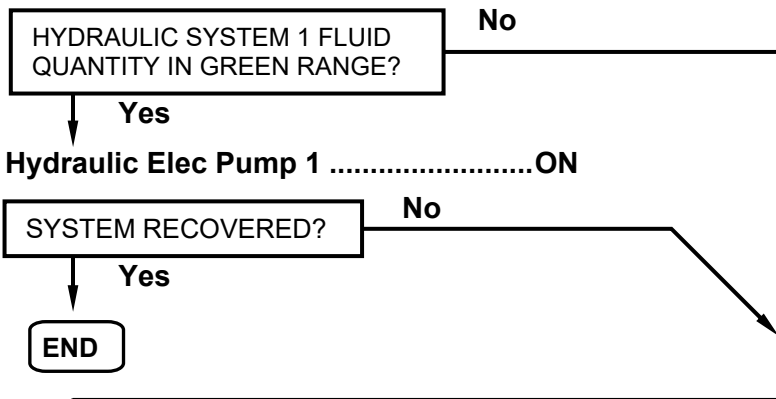 HYDRAULIC SYSTEM 1 FLUID
QUANTITY IN GREEN RANGE?
No
Yes
Hydraulic Elec Pump 1 .........................ON
SYSTEM RECOVERED?
No
Yes
END